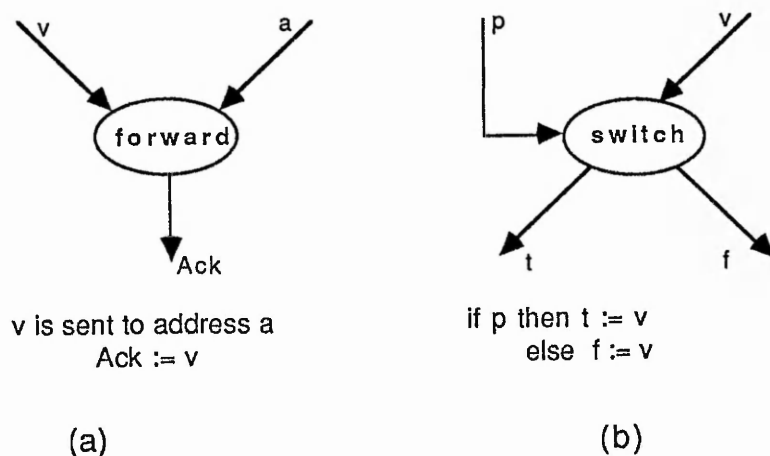 v
a
forward
Ack
v is sent to address a
Ack := v
(a)
p
v
switch
t
f
if p then t := v
else f := v
(b)